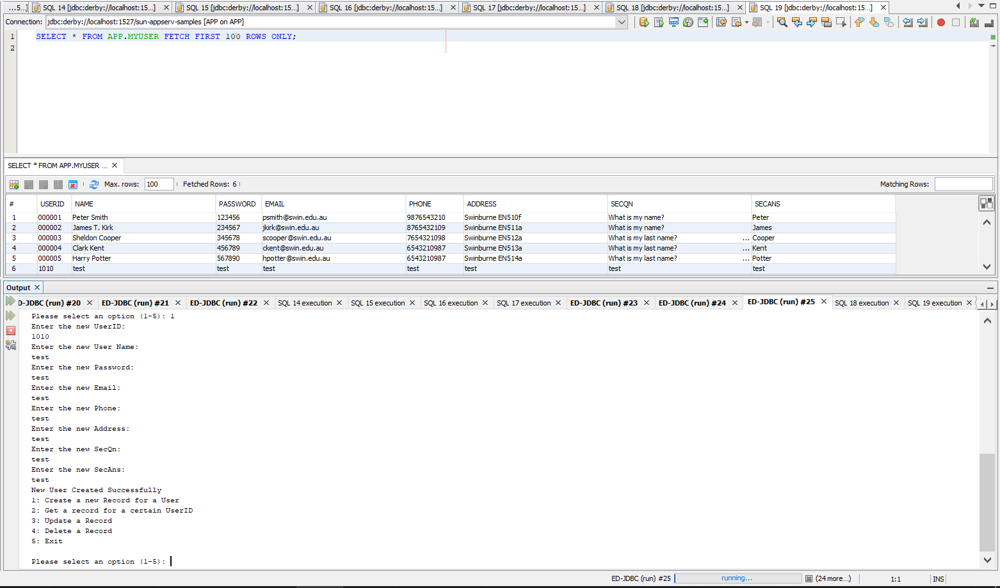 ...5...] SQL 14 [jdbc:derby://localhost:15...] SQL 15 [jdbc:derby://localhost:15...] SQL 16 [jdbc:derby://localhost:15...] SQL 17 [jdbc:derby://localhost:15...] SQL 18 [jdbc:derby://localhost:15...] SQL 19 [jdbc:derby://localhost:15...]
Connection: jdbc:derby://localhost:1527/sun-appserv-samples [APP on APP]
1 SELECT * FROM APP.MYUSER FETCH FIRST 100 ROWS ONLY;
2
SELECT * FROM APP.MYUSER ...
Max. rows: 100 Fetched Rows: 6 Matching Rows:
# USERID NAME PASSWORD EMAIL PHONE ADDRESS SECQN SECANS
1 000001 Peter Smith 123456 psmith@swin.edu.au 9876543210 Swinburne EN510f What is my name? Peter
2 000002 James T. Kirk 234567 jkirk@swin.edu.au 8765432109 Swinburne EN511a What is my name? James
3 000003 Sheldon Cooper 345678 scooper@swin.edu.au 7654321098 Swinburne EN512a What is my last name? ... Cooper
4 000004 Clark Kent 456789 ckent@swin.edu.au 6543210987 Swinburne EN513a What is my last name? ... Kent
5 000005 Harry Potter 567890 hpotter@swin.edu.au 6543210987 Swinburne EN514a What is my last name? ... Potter
6 1010 test test test test test test test
Output
D-JDBC (run) #20 ED-JDBC (run) #21 ED-JDBC (run) #22 SQL 14 execution SQL 15 execution SQL 16 execution SQL 17 execution ED-JDBC (run) #23 ED-JDBC (run) #24 ED-JDBC (run) #25 SQL 18 execution SQL 19 execution
Please select an option (1-5): 1
Enter the new UserID:
1010
Enter the new User Name:
test
Enter the new Password:
test
Enter the new Email:
test
Enter the new Phone:
test
Enter the new Address:
test
Enter the new SecQn:
test
Enter the new SecAns:
test
New User Created Successfully
1: Create a new Record for a User
2: Get a record for a certain UserID
3: Update a Record
4: Delete a Record
5: Exit
Please select an option (1-5):
ED-JDBC (run) #25 running... (24 more...) 1:1 INS